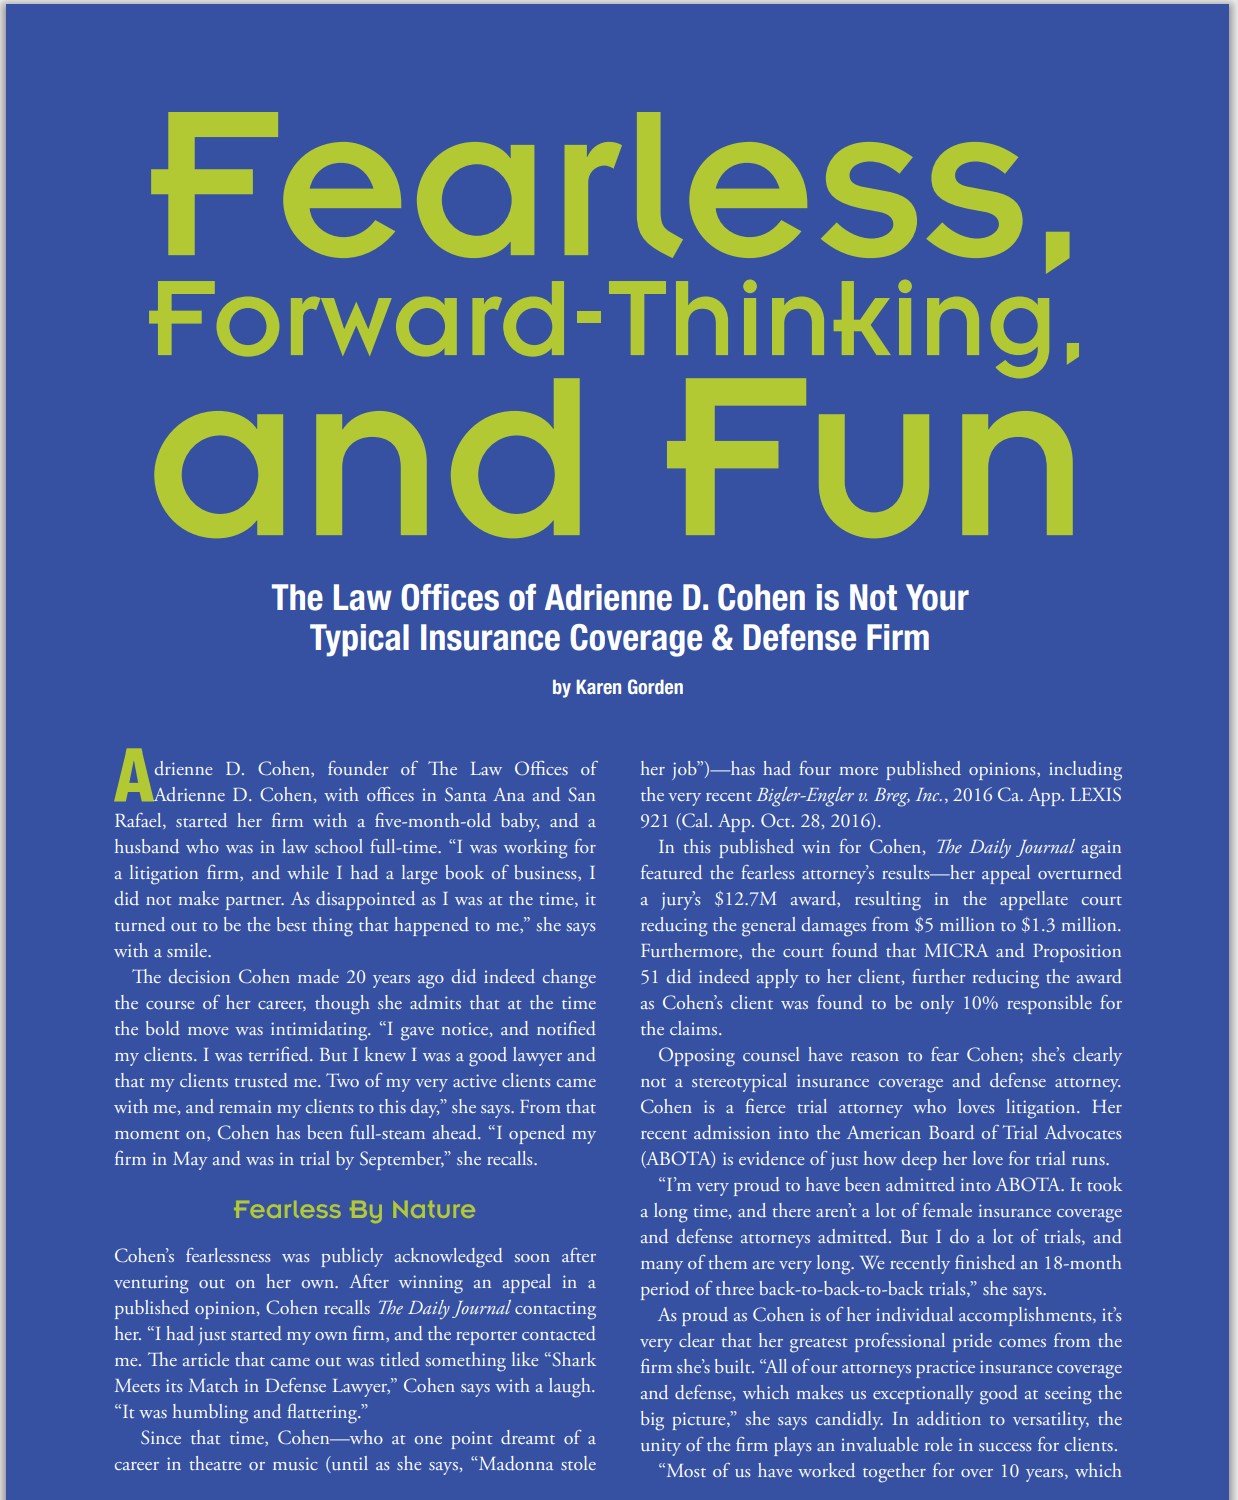 Fearless,
Forward-Thinking,
and Fun
The Law Offices of Adrienne D. Cohen is Not Your
Typical Insurance Coverage & Defense Firm
by Karen Gorden
Adrienne D. Cohen, founder of The Law Offices of
Adrienne D. Cohen, with offices in Santa Ana and San
Rafael, started her firm with a five-month-old baby, and a
husband who was in law school full-time. “I was working for
a litigation firm, and while I had a large book of business, I
did not make partner. As disappointed as I was at the time, it
turned out to be the best thing that happened to me,” she says
with a smile.
The decision Cohen made 20 years ago did indeed change
the course of her career, though she admits that at the time
the bold move was intimidating. “I gave notice, and notified
my clients. I was terrified. But I knew I was a good lawyer and
that my clients trusted me. Two of my very active clients came
with me, and remain my clients to this day,” she says. From that
moment on, Cohen has been full-steam ahead. “I opened my
firm in May and was in trial by September,” she recalls.
Fearless By Nature
Cohen’s fearlessness was publicly acknowledged soon after
venturing out on her own. After winning an appeal in a
published opinion, Cohen recalls The Daily Journal contacting
her. “I had just started my own firm, and the reporter contacted
me. The article that came out was titled something like “Shark
Meets its Match in Defense Lawyer,” Cohen says with a laugh.
“It was humbling and flattering.”
Since that time, Cohen—who at one point dreamt of a
career in theatre or music (until as she says, “Madonna stole
her job”)—has had four more published opinions, including
the very recent Bigler-Engler v. Breg, Inc., 2016 Ca. App. LEXIS
921 (Cal. App. Oct. 28, 2016).
In this published win for Cohen, The Daily Journal again
featured the fearless attorney’s results—her appeal overturned
a jury’s $12.7M award, resulting in the appellate court
reducing the general damages from $5 million to $1.3 million.
Furthermore, the court found that MICRA and Proposition
51 did indeed apply to her client, further reducing the award
as Cohen’s client was found to be only 10% responsible for
the claims.
Opposing counsel have reason to fear Cohen; she’s clearly
not a stereotypical insurance coverage and defense attorney.
Cohen is a fierce trial attorney who loves litigation. Her
recent admission into the American Board of Trial Advocates
(ABOTA) is evidence of just how deep her love for trial runs.
“I’m very proud to have been admitted into ABOTA. It took
a long time, and there aren’t a lot of female insurance coverage
and defense attorneys admitted. But I do a lot of trials, and
many of them are very long. We recently finished an 18-month
period of three back-to-back-to-back trials,” she says.
As proud as Cohen is of her individual accomplishments, it’s
very clear that her greatest professional pride comes from the
firm she’s built. “All of our attorneys practice insurance coverage
and defense, which makes us exceptionally good at seeing the
big picture,” she says candidly. In addition to versatility, the
unity of the firm plays an invaluable role in success for clients.
“Most of us have worked together for over 10 years, which